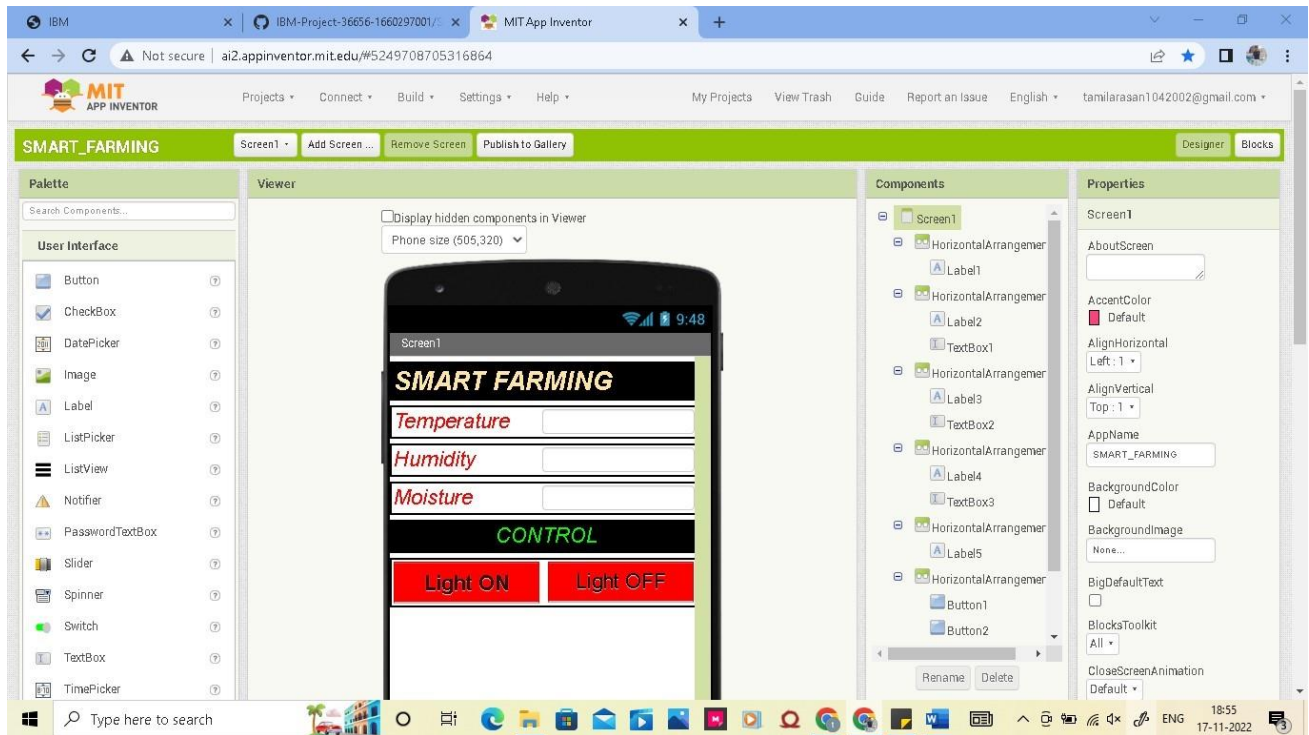 IBM
IBM-Project-36656-1660297001/
MIT App Inventor
Not secure | ai2.appinventor.mit.edu/#5249708705316864
MIT
APP INVENTOR
Projects Connect Build Settings Help My Projects View Trash Guide Report an Issue English tamilarasan1042002@gmail.com
SMART_FARMING Screen1 Add Screen ... Remove Screen Publish to Gallery Designer Blocks
Palette
Search Components...
User Interface
Button
CheckBox
DatePicker
Image
Label
ListPicker
ListView
Notifier
PasswordTextBox
Slider
Spinner
Switch
TextBox
TimePicker
Viewer
Display hidden components in Viewer
Phone size (505,320)
9:48
Screen1
SMART FARMING
Temperature
Humidity
Moisture
CONTROL
Light ON Light OFF
Components
Screen1
HorizontalArrangemer
Label1
HorizontalArrangemer
Label2
TextBox1
HorizontalArrangemer
Label3
TextBox2
HorizontalArrangemer
Label4
TextBox3
HorizontalArrangemer
Label5
HorizontalArrangemer
Button1
Button2
Rename Delete
Properties
Screen1
AboutScreen
AccentColor
Default
AlignHorizontal
Left : 1
AlignVertical
Top : 1
AppName
SMART_FARMING
BackgroundColor
Default
BackgroundImage
None...
BigDefaultText
BlocksToolkit
All
CloseScreenAnimation
Default
Type here to search
ENG
18:55
17-11-2022
3